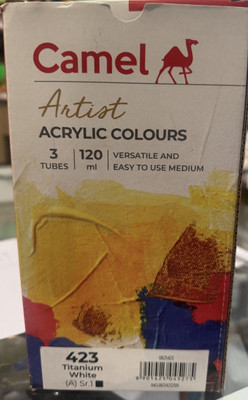 Camel
Artist
ACRYLIC COLOURS
3 TUBES
120 ml
VERSATILE AND
EASY TO USE MEDIUM
423
Titanium
White
(A) Sr.1